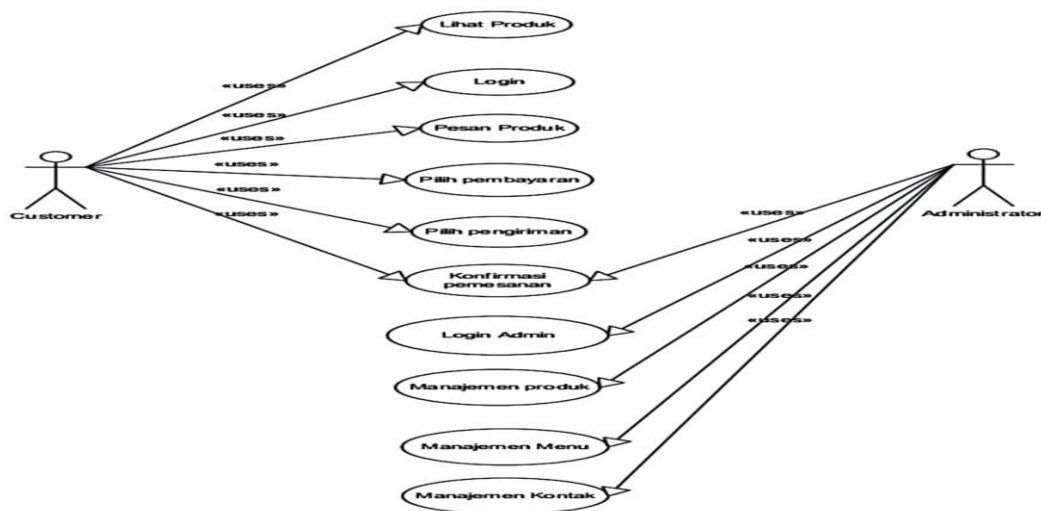 Lihat Produk
Login
«uses»
«uses»
Pesan Produk
«uses»
«uses»
Pilih pembayaran
«uses»
«uses»
Customer
Administrator
«uses»
Pilih pengiriman
«uses»
«uses»
Konfirmasi
pemesanan
«uses»
«uses»
Login Admin
Manajemen produk
Manajemen Menu
Manajemen Kontak